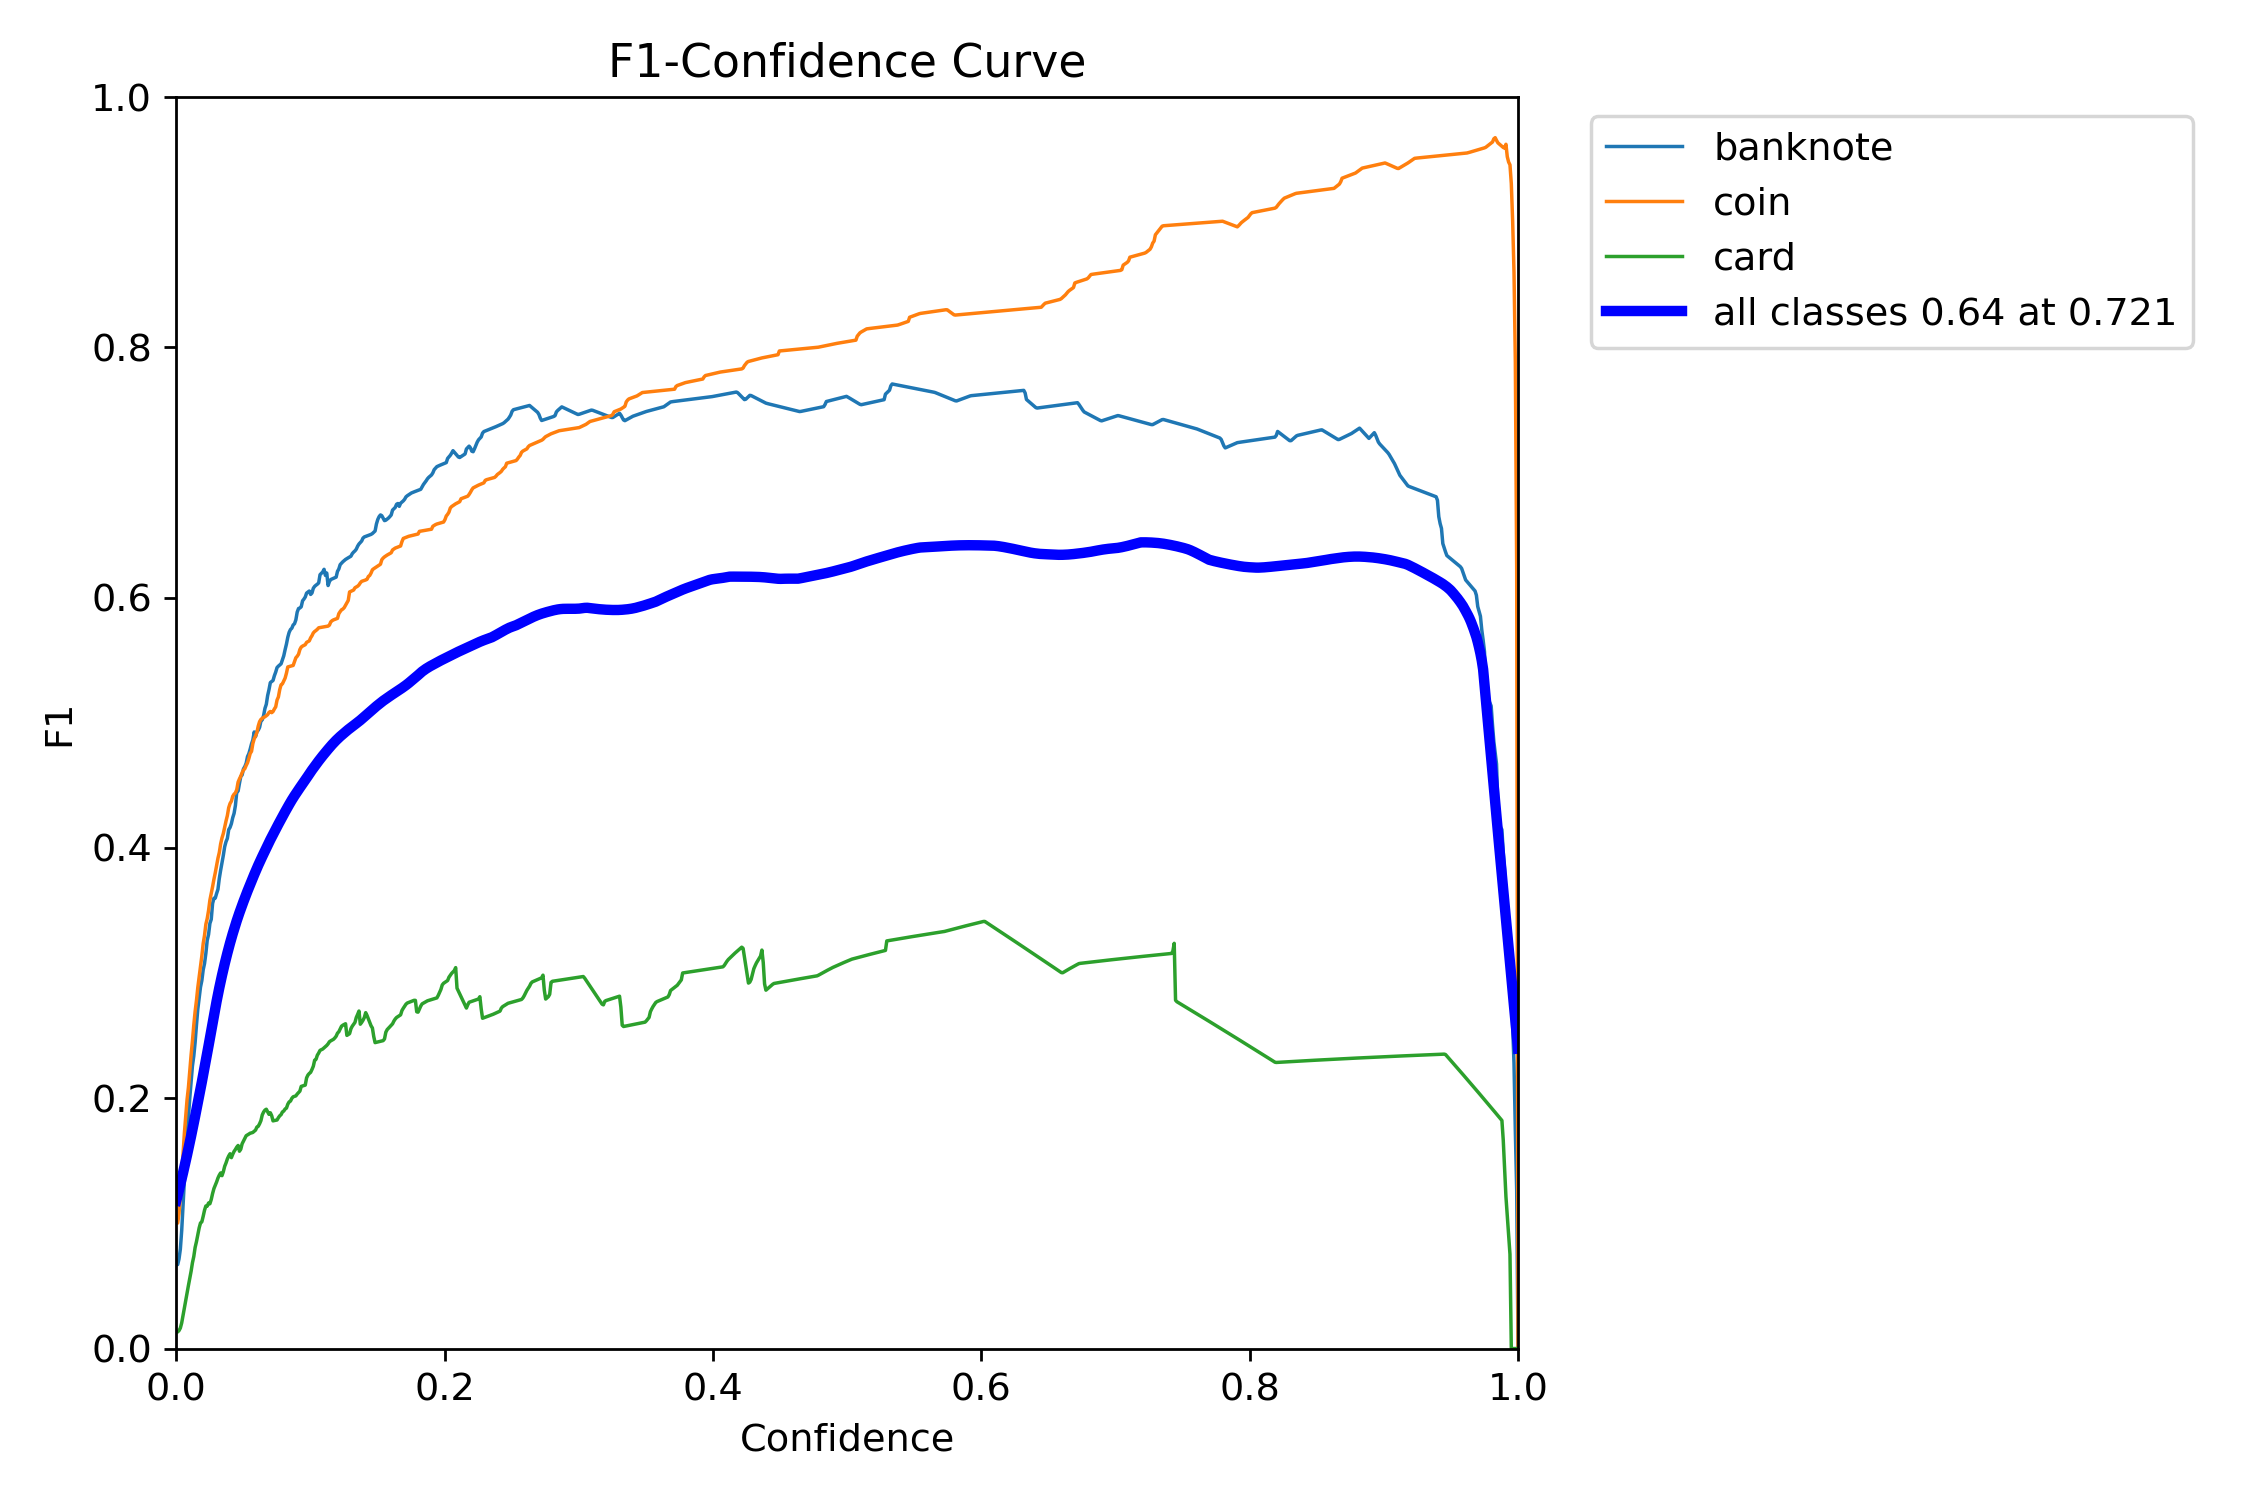 F1-Confidence Curve
1.0
0.8
0.6
0.4
0.2
0.0
F1
0.0 0.2 0.4 0.6 0.8 1.0
Confidence
banknote
coin
card
all classes 0.64 at 0.721